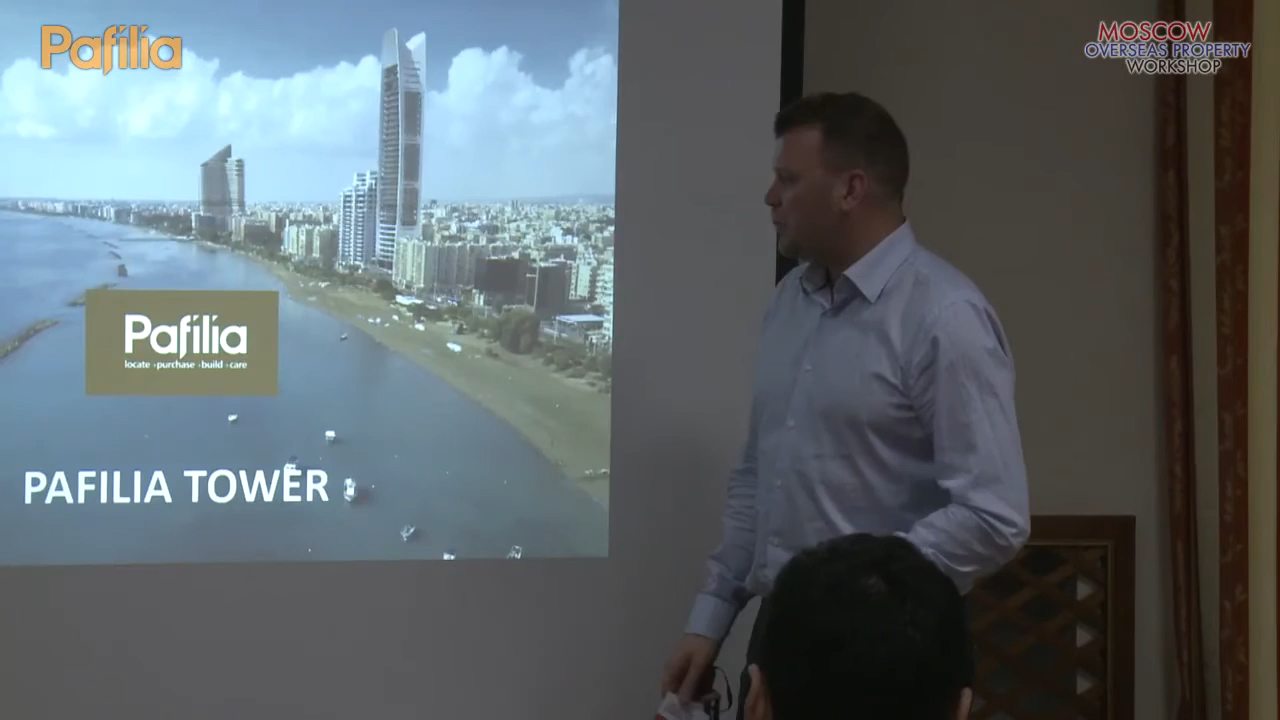 Pafilia
MOSCOW
OVERSEAS PROPERTY
WORKSHOP
Pafilia
locate · purchase · build · care
PAFILIA TOWER